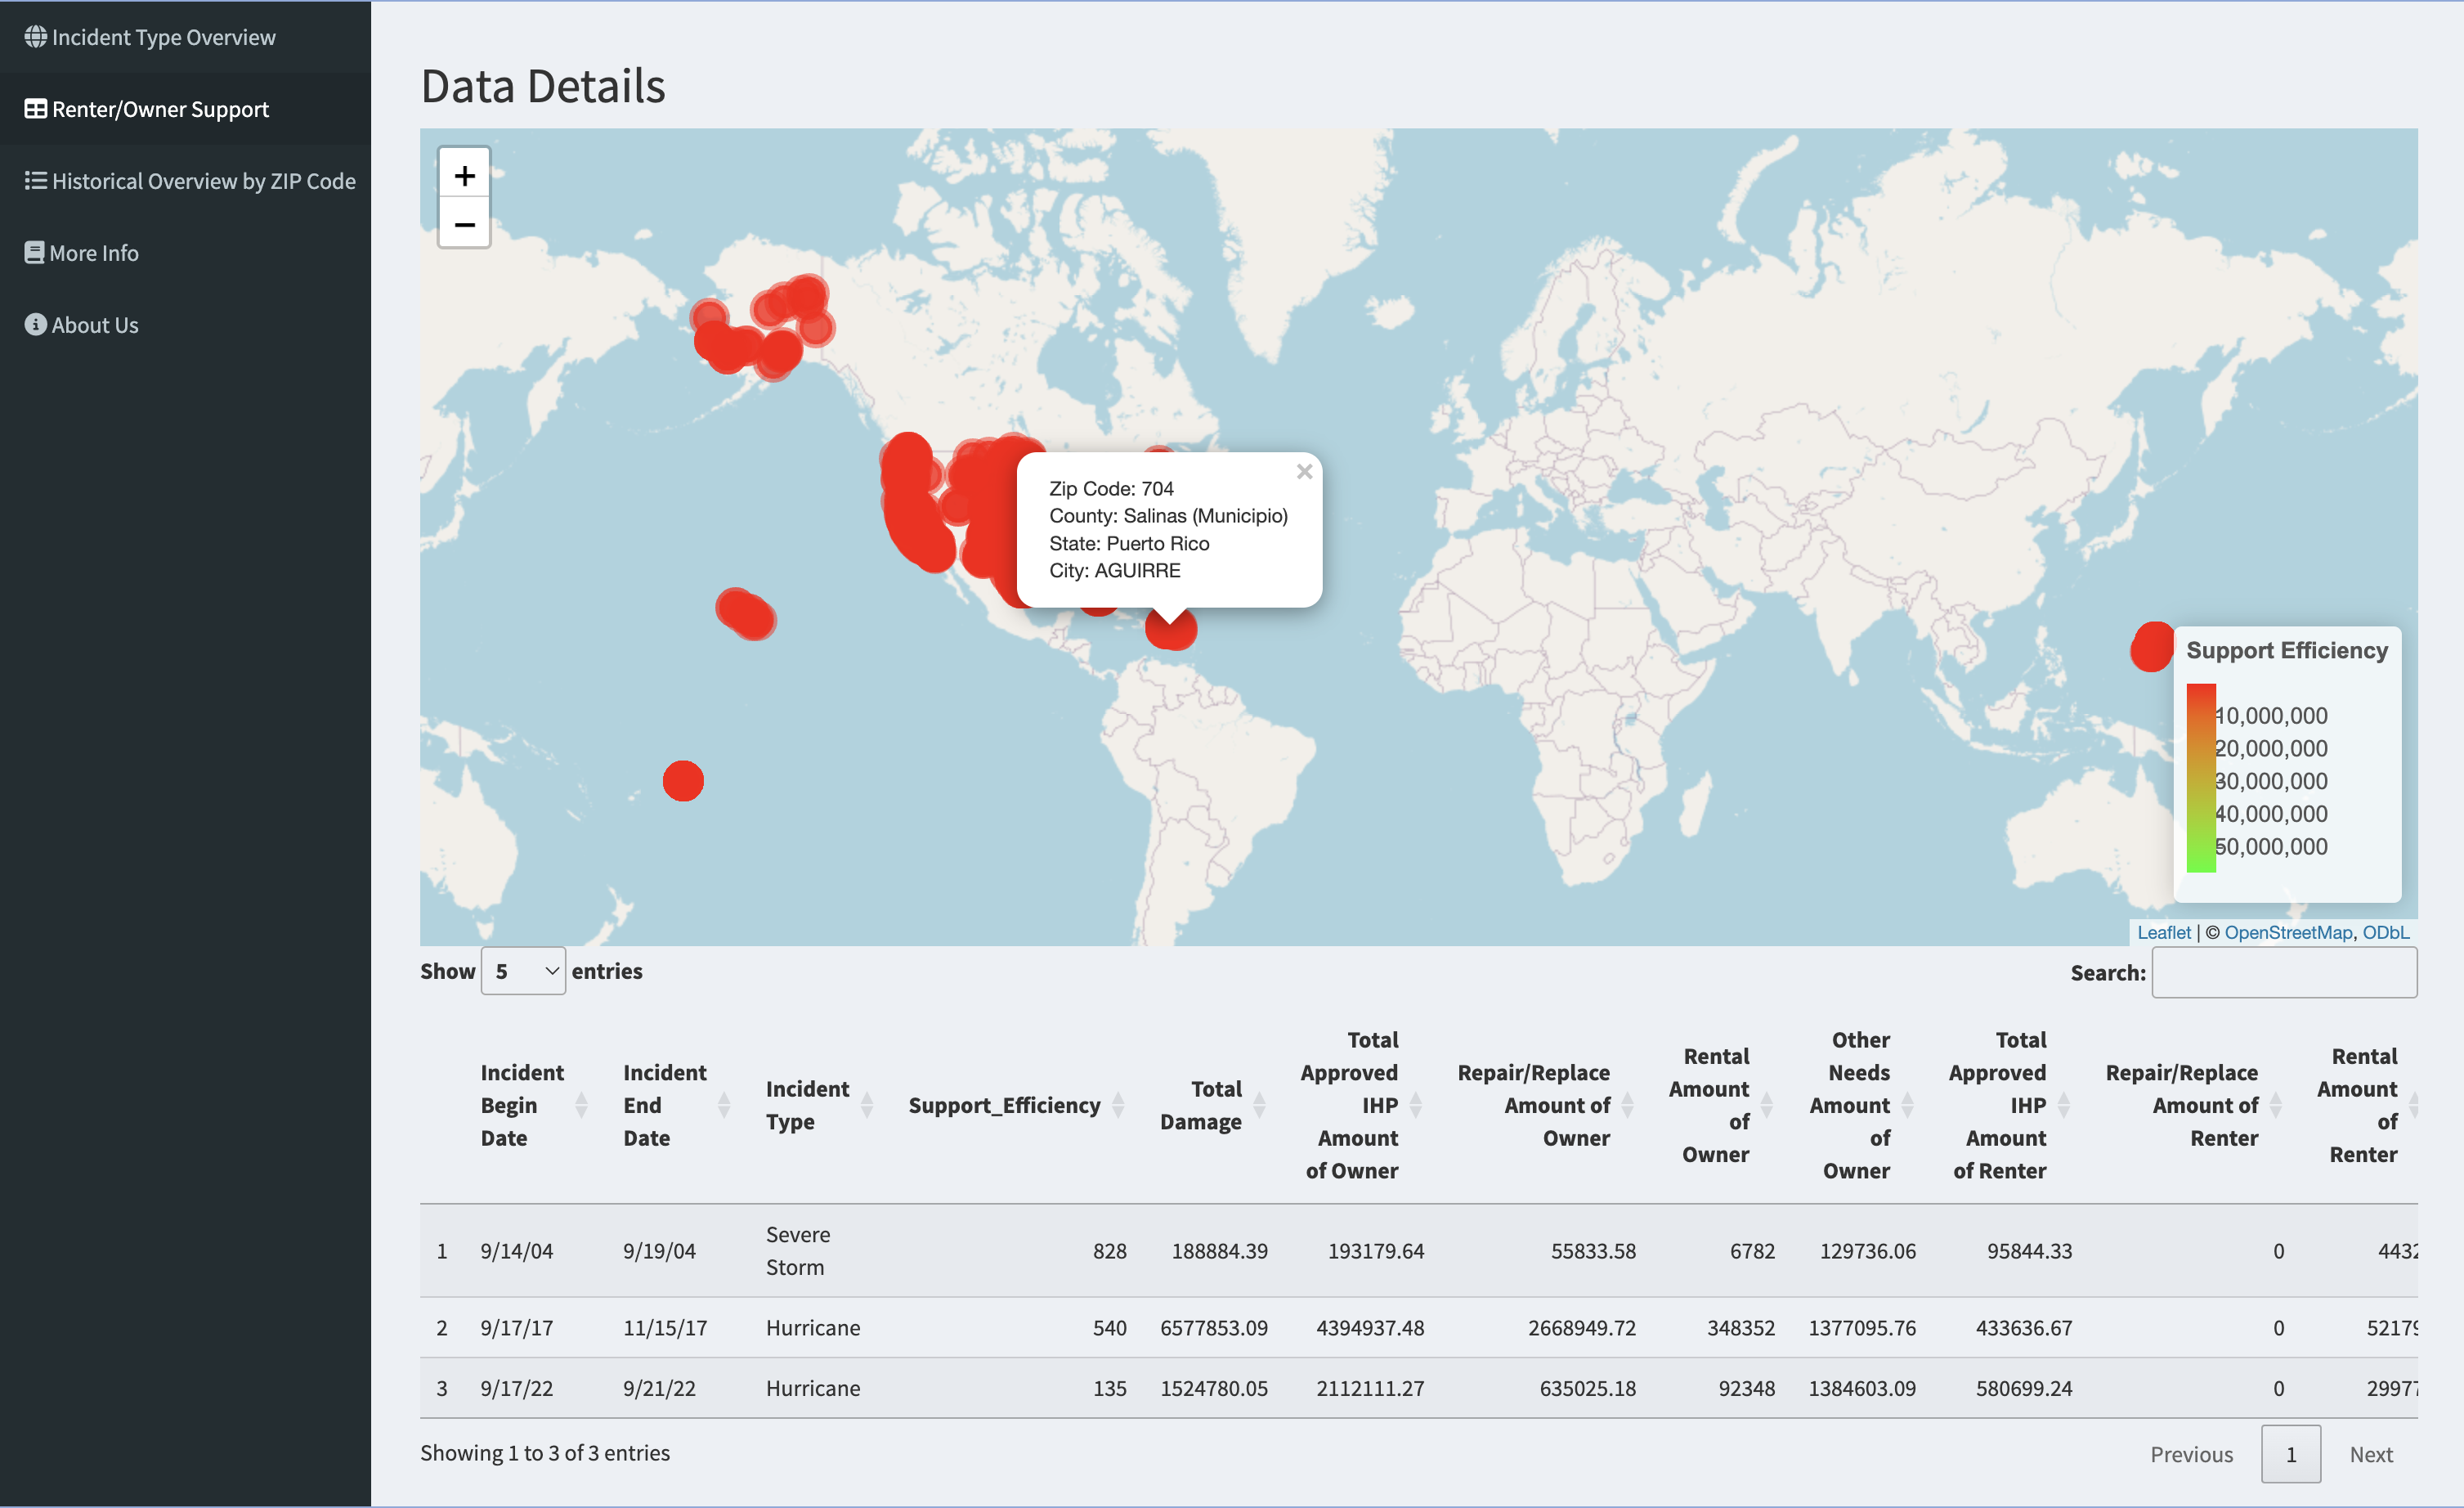 Incident Type Overview
Renter/Owner Support
Historical Overview by ZIP Code
More Info
About Us
Data Details
+
−
Zip Code: 704
County: Salinas (Municipio)
State: Puerto Rico
City: AGUIRRE
×
Support Efficiency
10,000,000
20,000,000
30,000,000
40,000,000
50,000,000
Leaflet | © OpenStreetMap, ODbL
Show 5 entries
Search:
Incident Begin Date Incident End Date Incident Type Support_Efficiency Total Damage Total Approved IHP Amount of Owner Repair/Replace Amount of Owner Rental Amount of Owner Other Needs Amount of Owner Total Approved IHP Amount of Renter Repair/Replace Amount of Renter Rental Amount of Renter
1 9/14/04 9/19/04 Severe Storm 828 188884.39 193179.64 55833.58 6782 129736.06 95844.33 0 4432
2 9/17/17 11/15/17 Hurricane 540 6577853.09 4394937.48 2668949.72 348352 1377095.76 433636.67 0 52179
3 9/17/22 9/21/22 Hurricane 135 1524780.05 2112111.27 635025.18 92348 1384603.09 580699.24 0 29977
Showing 1 to 3 of 3 entries
Previous 1 Next